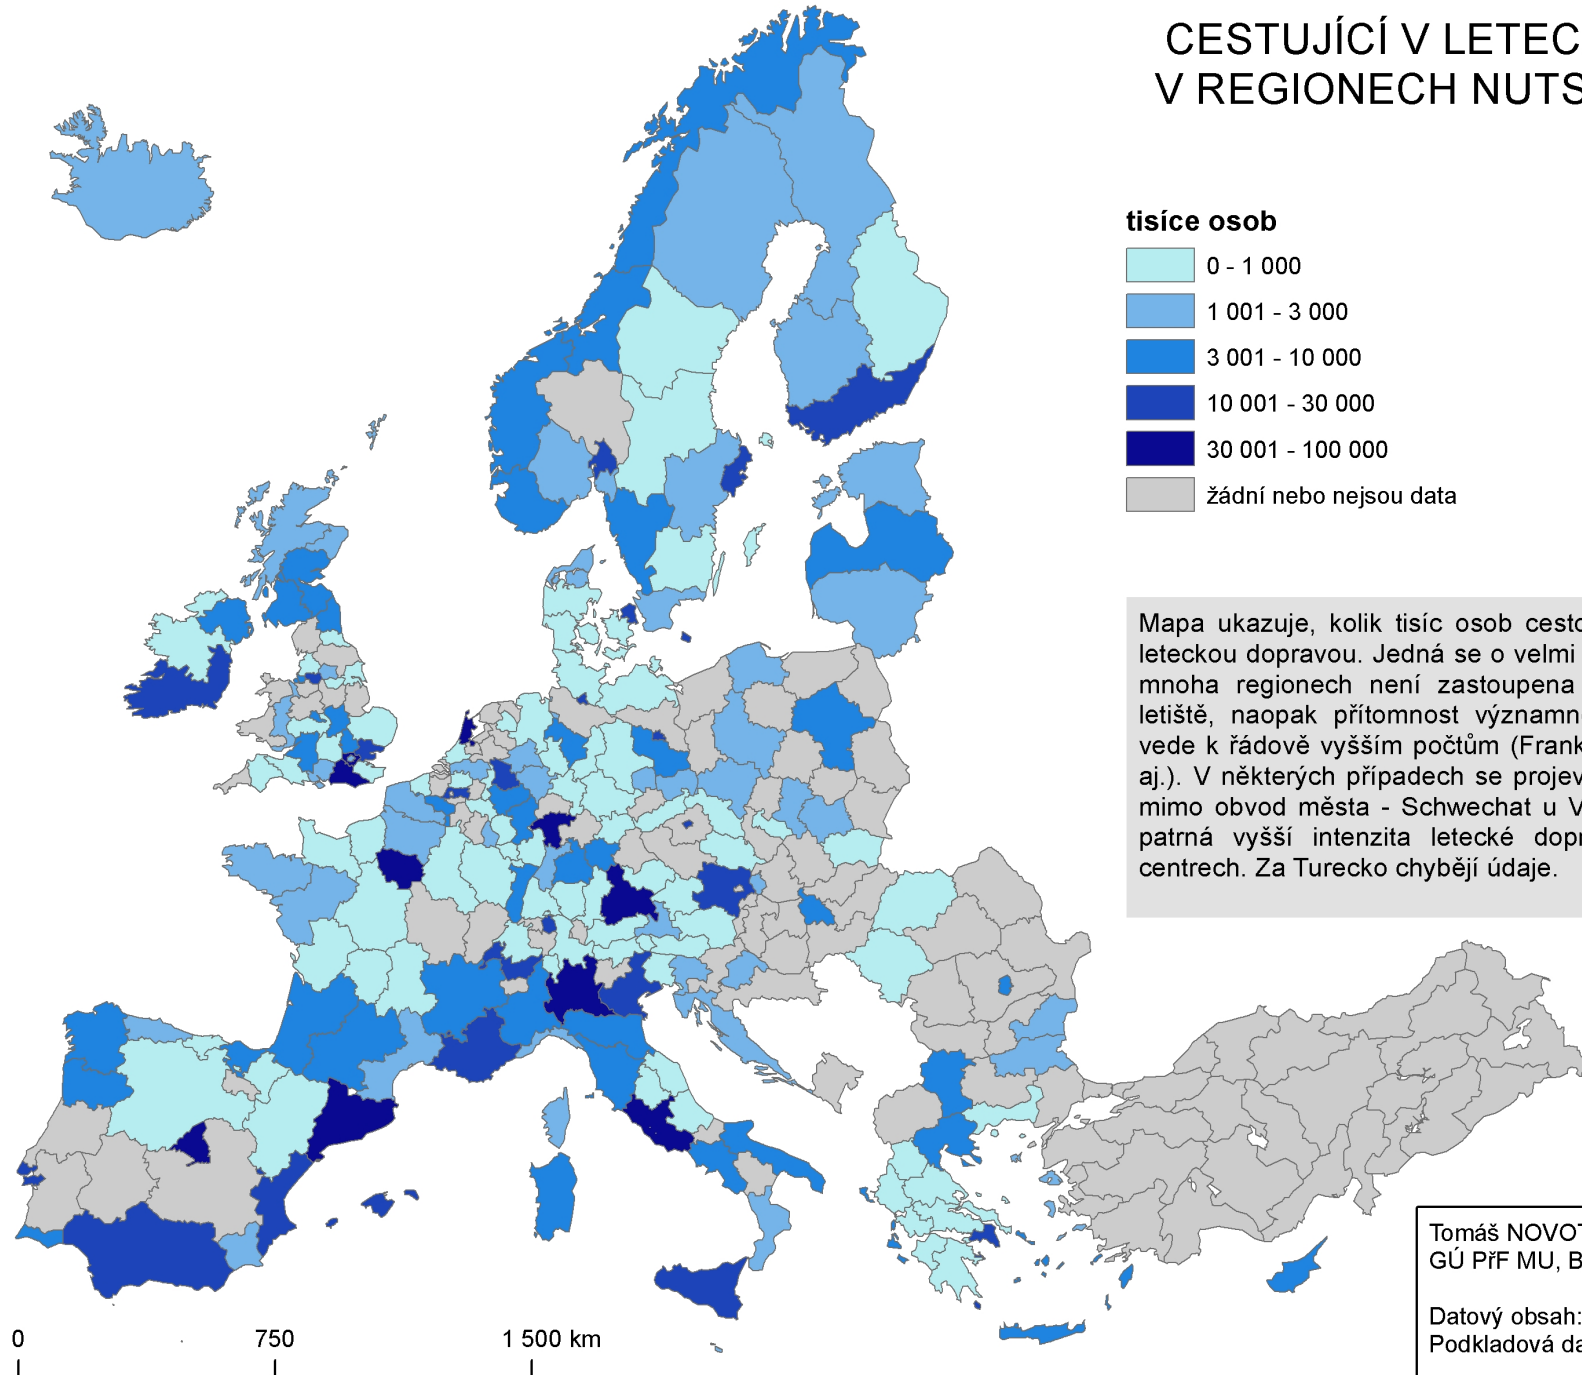 CESTUJÍCÍ V LETEC
V REGIONECH NUTS
tisíce osob
0 - 1 000
1 001 - 3 000
3 001 - 10 000
10 001 - 30 000
30 001 - 100 000
žádní nebo nejsou data
Mapa ukazuje, kolik tisíc osob cesto
leteckou dopravou. Jedná se o velmi
mnoha regionech není zastoupena
letiště, naopak přítomnost významn
vede k řádově vyšším počtům (Frank
aj.). V některých případech se projev
mimo obvod města - Schwechat u V
patrná vyšší intenzita letecké dopr
centrech. Za Turecko chybějí údaje.
Tomáš NOVOT
GÚ PřF MU, B
Datový obsah:
Podkladová da
0 750 1 500 km